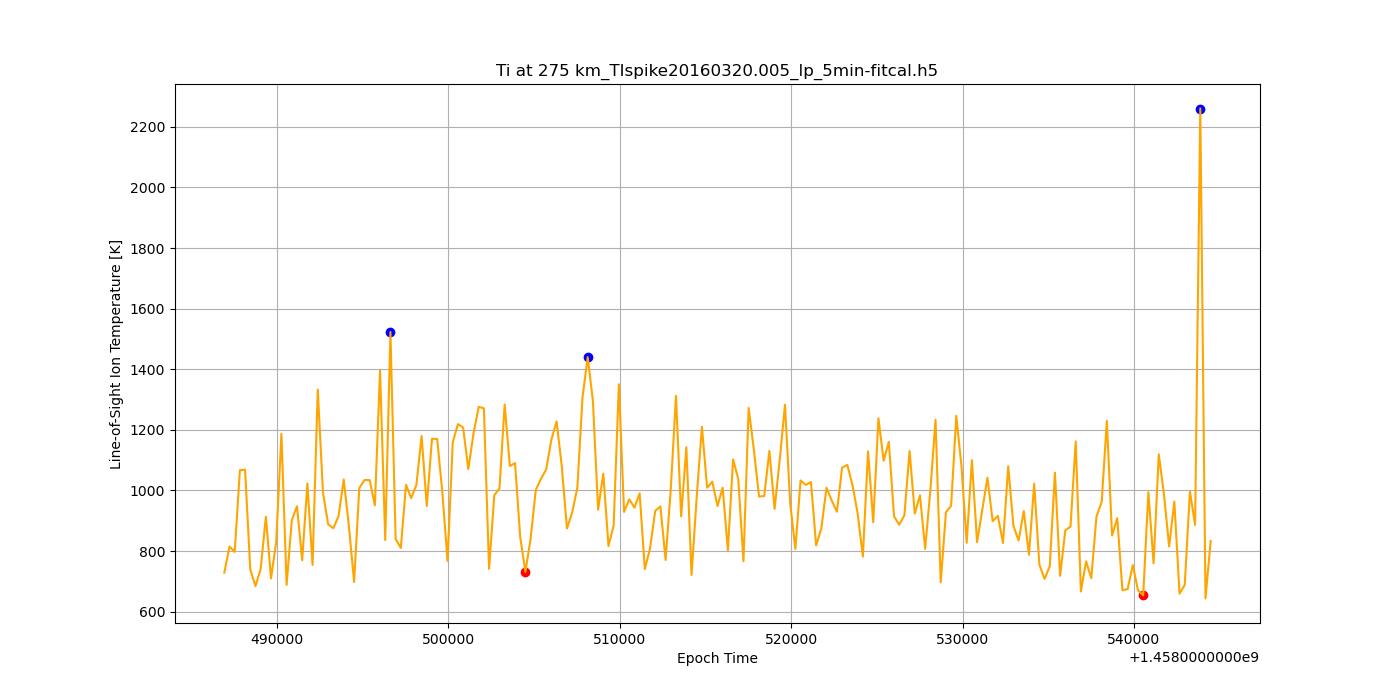 Ti at 275 km_TIspike20160320.005_lp_5min-fitcal.h5
Line-of-Sight Ion Temperature [K]
2200
2000
1800
1600
1400
1200
1000
800
600
490000 500000 510000 520000 530000 540000
Epoch Time
+1.4580000000e9